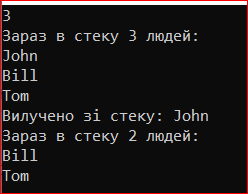 3
Зараз в стеку 3 людей:
John
Bill
Tom
Вилучено зі стеку: John
Зараз в стеку 2 людей:
Bill
Tom